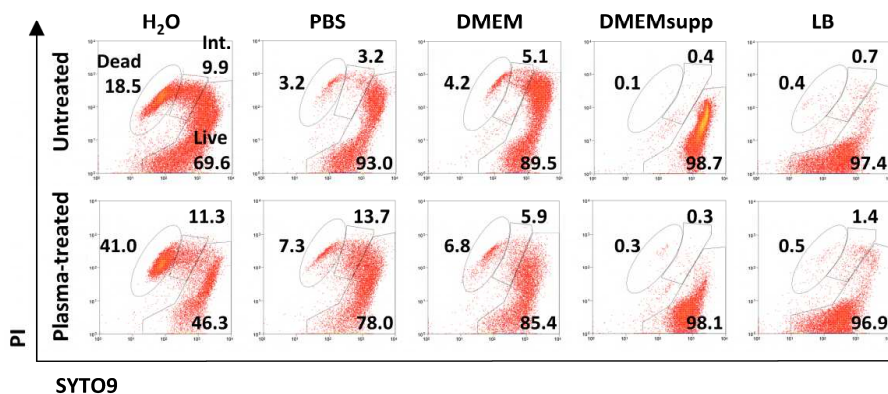 H₂O PBS DMEM DMEMsupp LB
Untreated
Dead 18.5 Int. 9.9 Live 69.6
3.2 3.2 93.0
4.2 5.1 89.5
0.1 0.4 98.7
0.4 0.7 97.4
Plasma-treated
41.0 11.3 46.3
7.3 13.7 78.0
6.8 5.9 85.4
0.3 0.3 98.1
0.5 1.4 96.9
PI
SYTO9